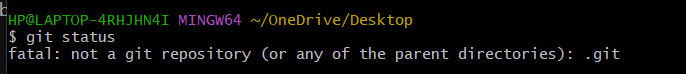 HP@LAPTOP-4RHJHN4I MINGW64 ~/OneDrive/Desktop
$ git status
fatal: not a git repository (or any of the parent directories): .git